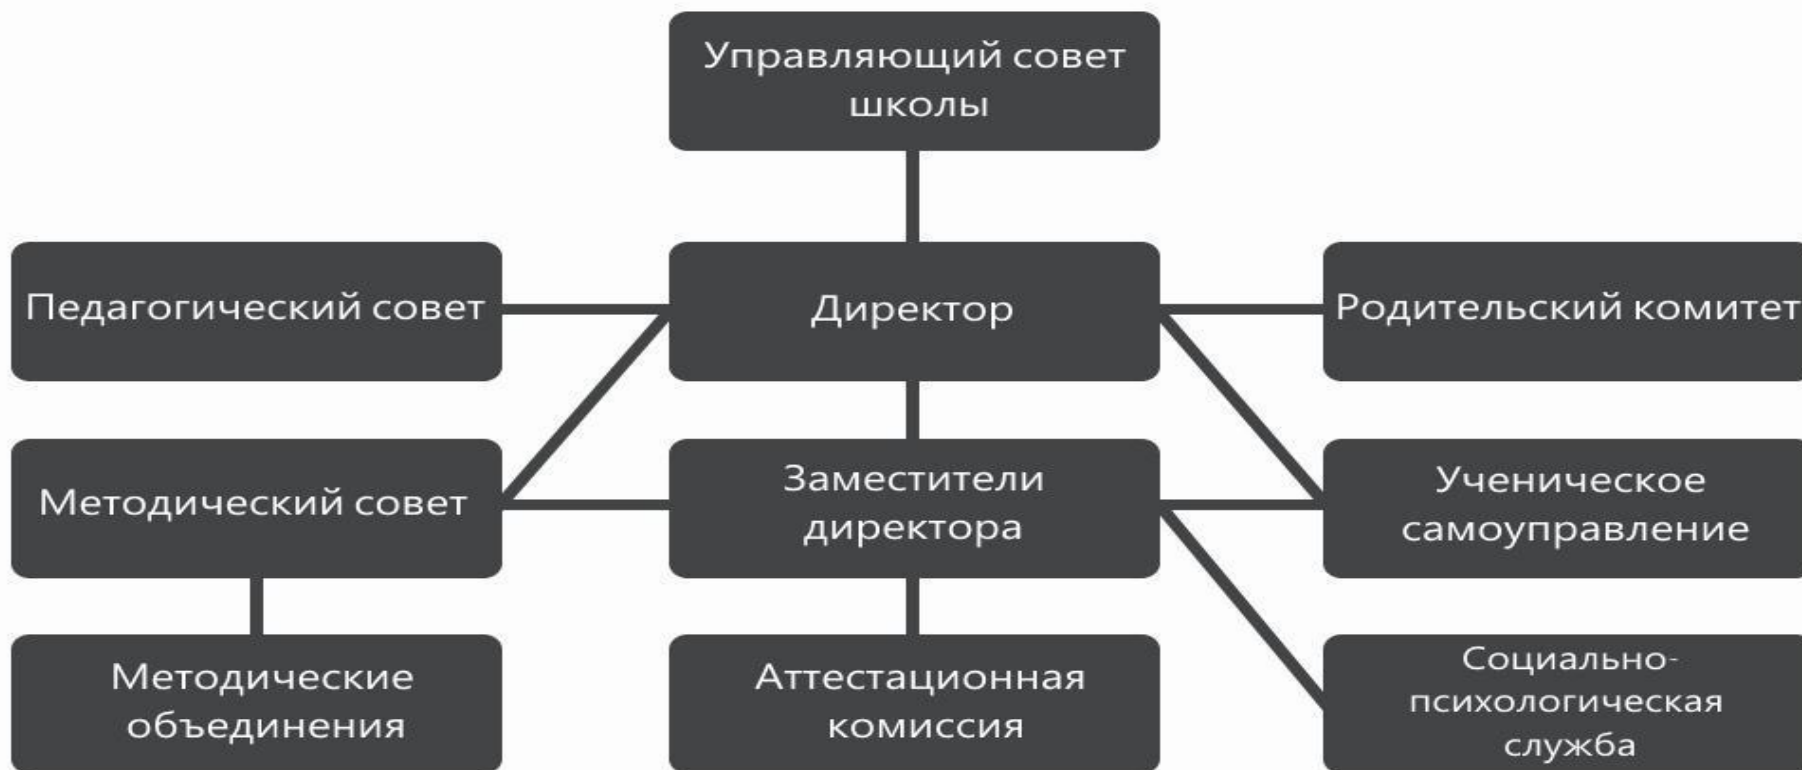 Управляющий совет
школы
Педагогический совет
Директор
Родительский комитет
Методический совет
Заместители
директора
Ученическое
самоуправление
Методические
объединения
Аттестационная
комиссия
Социально-
психологическая
служба